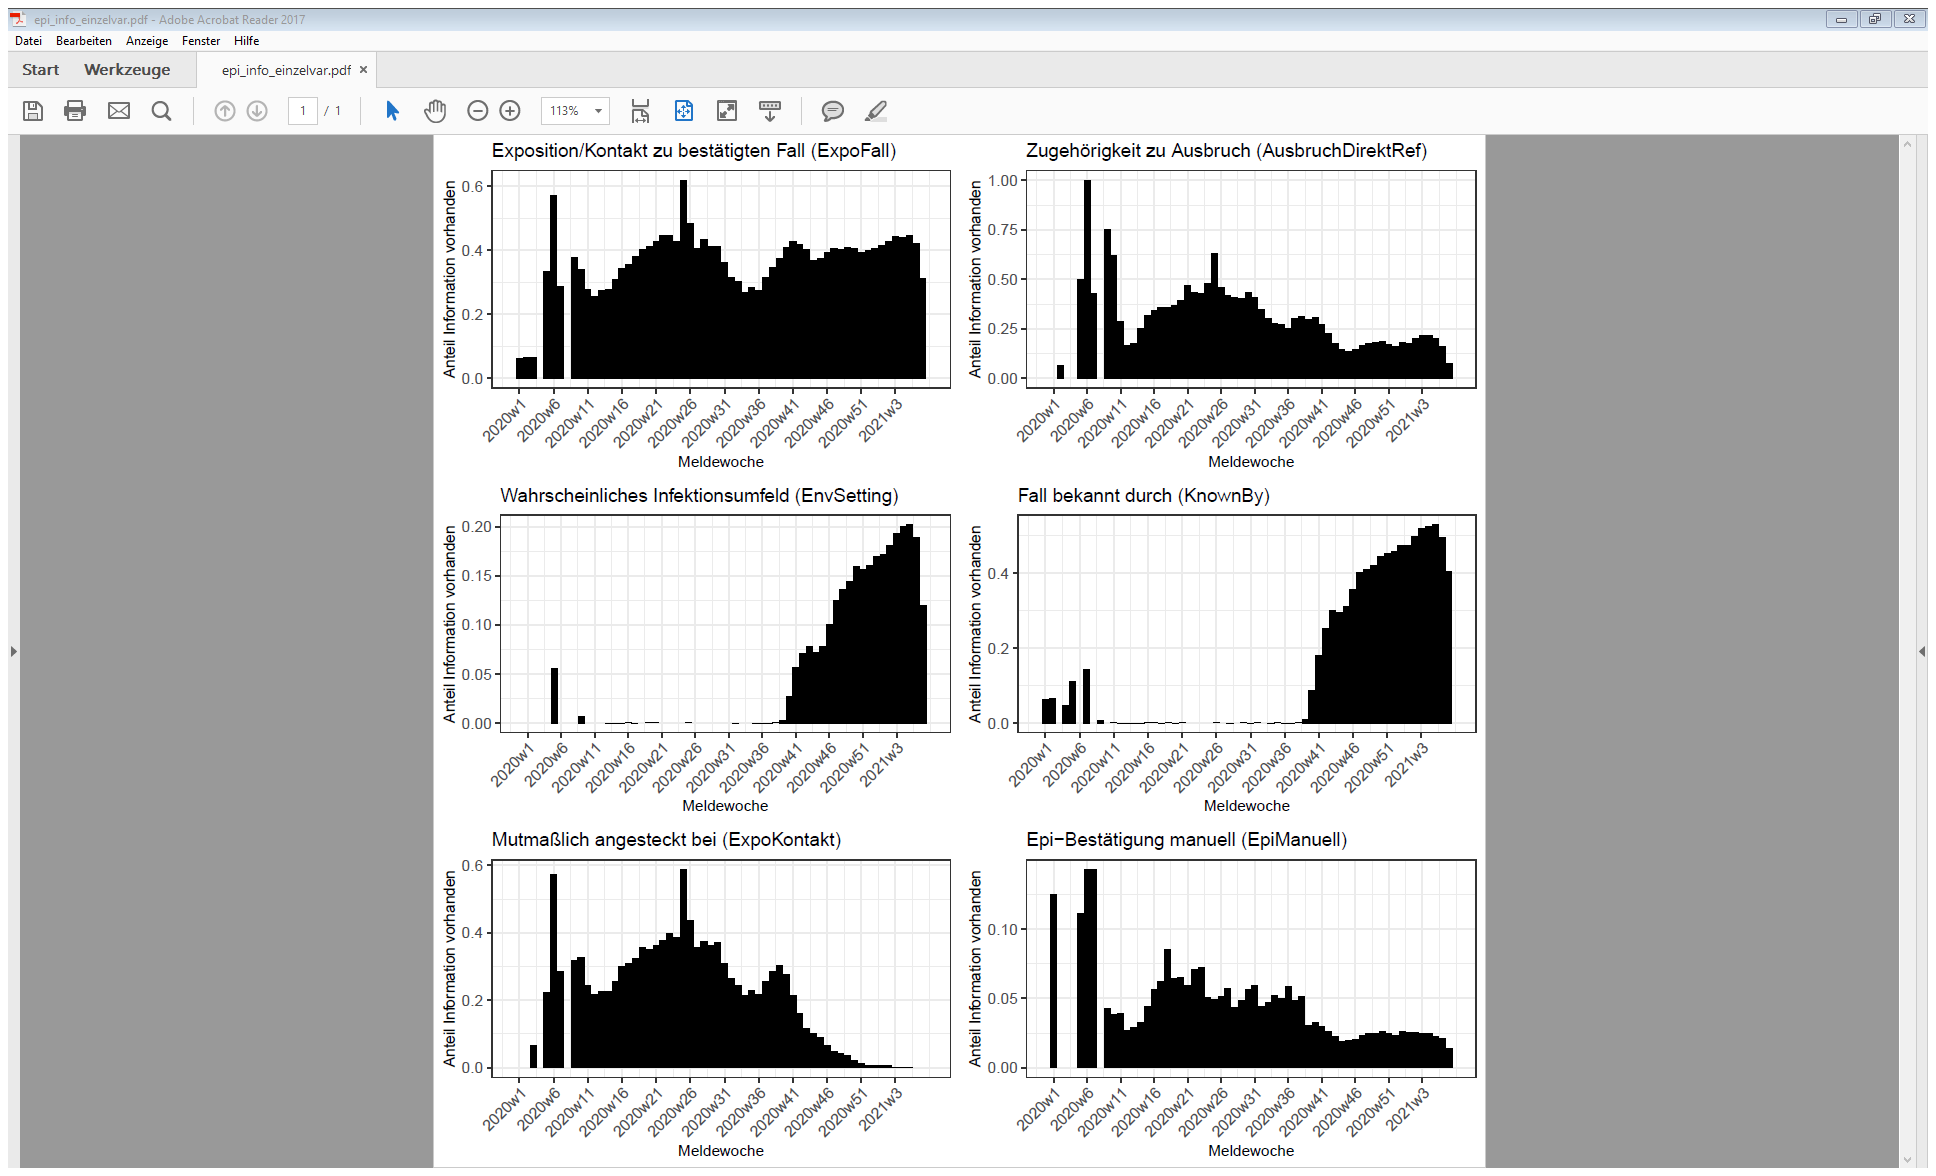 epi_info_einzelvar.pdf - Adobe Acrobat Reader 2017
Datei Bearbeiten Anzeige Fenster Hilfe
Start Werkzeuge epi_info_einzelvar.pdf ×
1 / 1 113%
Exposition/Kontakt zu bestätigten Fall (ExpoFall)
Anteil Information vorhanden
0.6
0.4
0.2
0.0
2020w1 2020w6 2020w11 2020w16 2020w21 2020w26 2020w31 2020w36 2020w41 2020w46 2020w51 2021w3
Meldewoche
Zugehörigkeit zu Ausbruch (AusbruchDirektRef)
Anteil Information vorhanden
1.00
0.75
0.50
0.25
0.00
2020w1 2020w6 2020w11 2020w16 2020w21 2020w26 2020w31 2020w36 2020w41 2020w46 2020w51 2021w3
Meldewoche
Wahrscheinliches Infektionsumfeld (EnvSetting)
Anteil Information vorhanden
0.20
0.15
0.10
0.05
0.00
2020w1 2020w6 2020w11 2020w16 2020w21 2020w26 2020w31 2020w36 2020w41 2020w46 2020w51 2021w3
Meldewoche
Fall bekannt durch (KnownBy)
Anteil Information vorhanden
0.4
0.2
0.0
2020w1 2020w6 2020w11 2020w16 2020w21 2020w26 2020w31 2020w36 2020w41 2020w46 2020w51 2021w3
Meldewoche
Mutmaßlich angesteckt bei (ExpoKontakt)
Anteil Information vorhanden
0.6
0.4
0.2
0.0
2020w1 2020w6 2020w11 2020w16 2020w21 2020w26 2020w31 2020w36 2020w41 2020w46 2020w51 2021w3
Meldewoche
Epi−Bestätigung manuell (EpiManuell)
Anteil Information vorhanden
0.10
0.05
0.00
2020w1 2020w6 2020w11 2020w16 2020w21 2020w26 2020w31 2020w36 2020w41 2020w46 2020w51 2021w3
Meldewoche